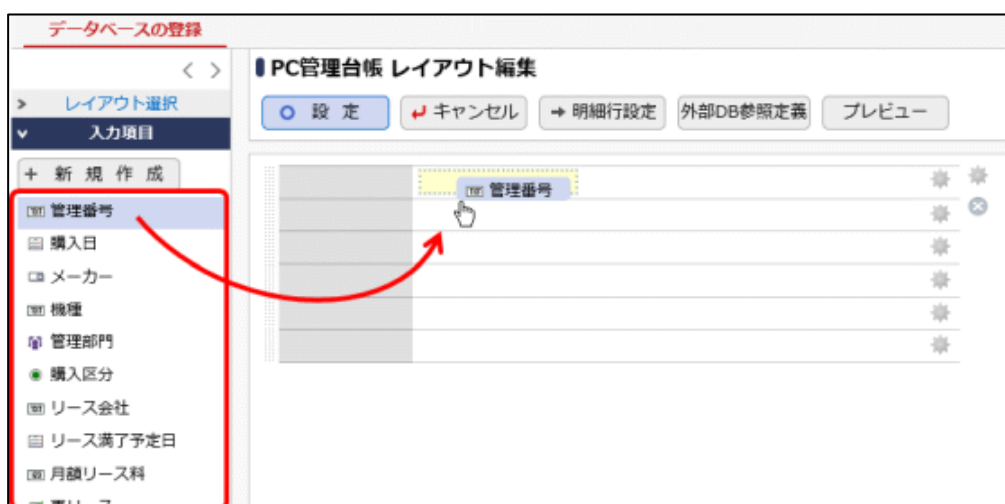 データベースの登録
< >
> レイアウト選択
入力項目
+ 新規作成
管理番号
購入日
メーカー
機種
管理部門
購入区分
リース会社
リース満了予定日
月額リース料
PC管理台帳 レイアウト編集
設定 キャンセル 明細行設定 外部DB参照定義 プレビュー
管理番号